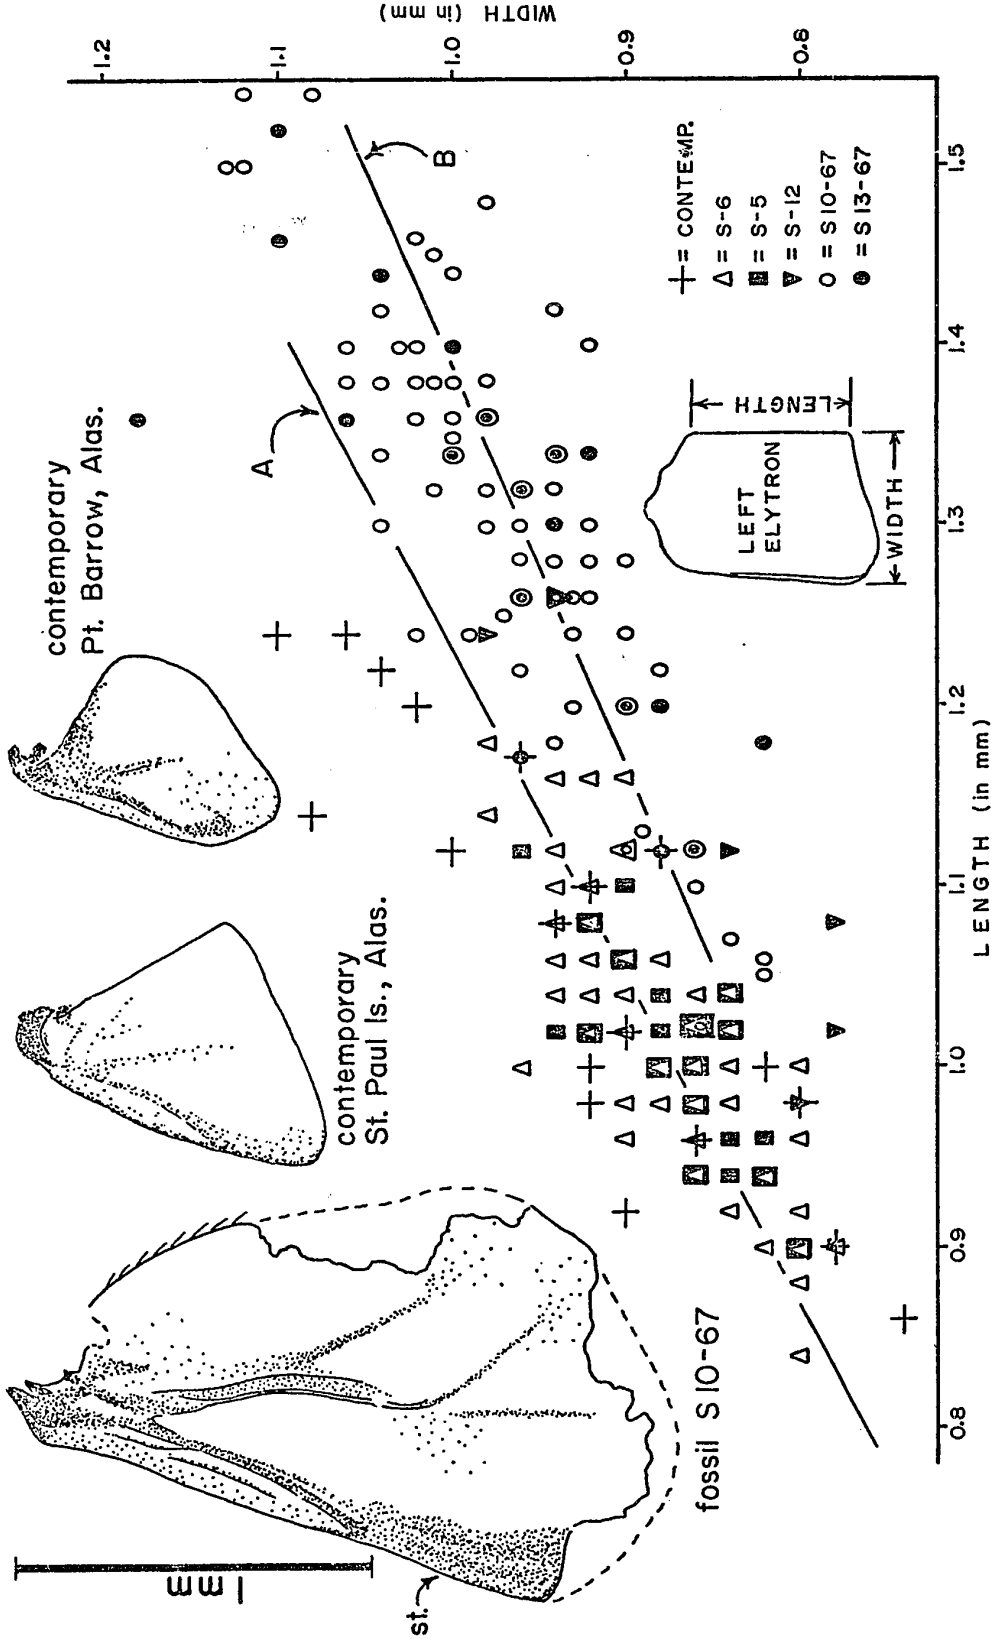 contemporary
Pt. Barrow, Alas.
contemporary
St. Paul Is., Alas.
fossil S10-67
1mm
st.
A
B
WIDTH (in mm)
1.2
1.1
1.0
0.9
0.8
+ = CONTEMP.
△ = S-6
■ = S-5
▼ = S-12
○ = S10-67
● = S13-67
LEFT
ELYTRON
LENGTH
WIDTH
0.8
0.9
1.0
1.1
1.2
1.3
1.4
1.5
LENGTH (in mm)